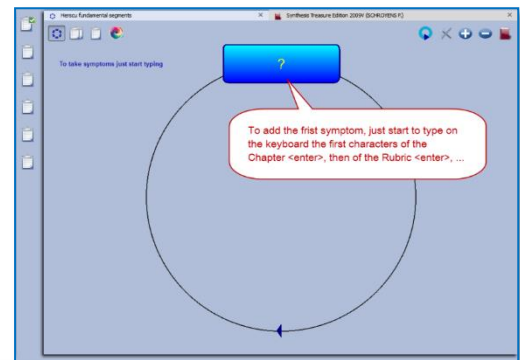 Herscu fundamental segments
Synthesis Treasure Edition 2009V (SCHROYENS F.)
To take symptoms just start typing
?
To add the frist symptom, just start to type on
the keyboard the first characters of the
Chapter <enter>, then of the Rubric <enter>, ...